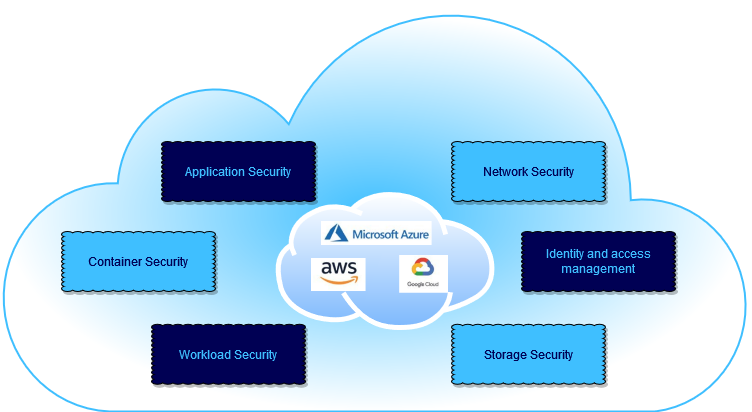 Application Security
Network Security
Microsoft Azure
Container Security
aws
Google Cloud
Identity and access
management
Workload Security
Storage Security